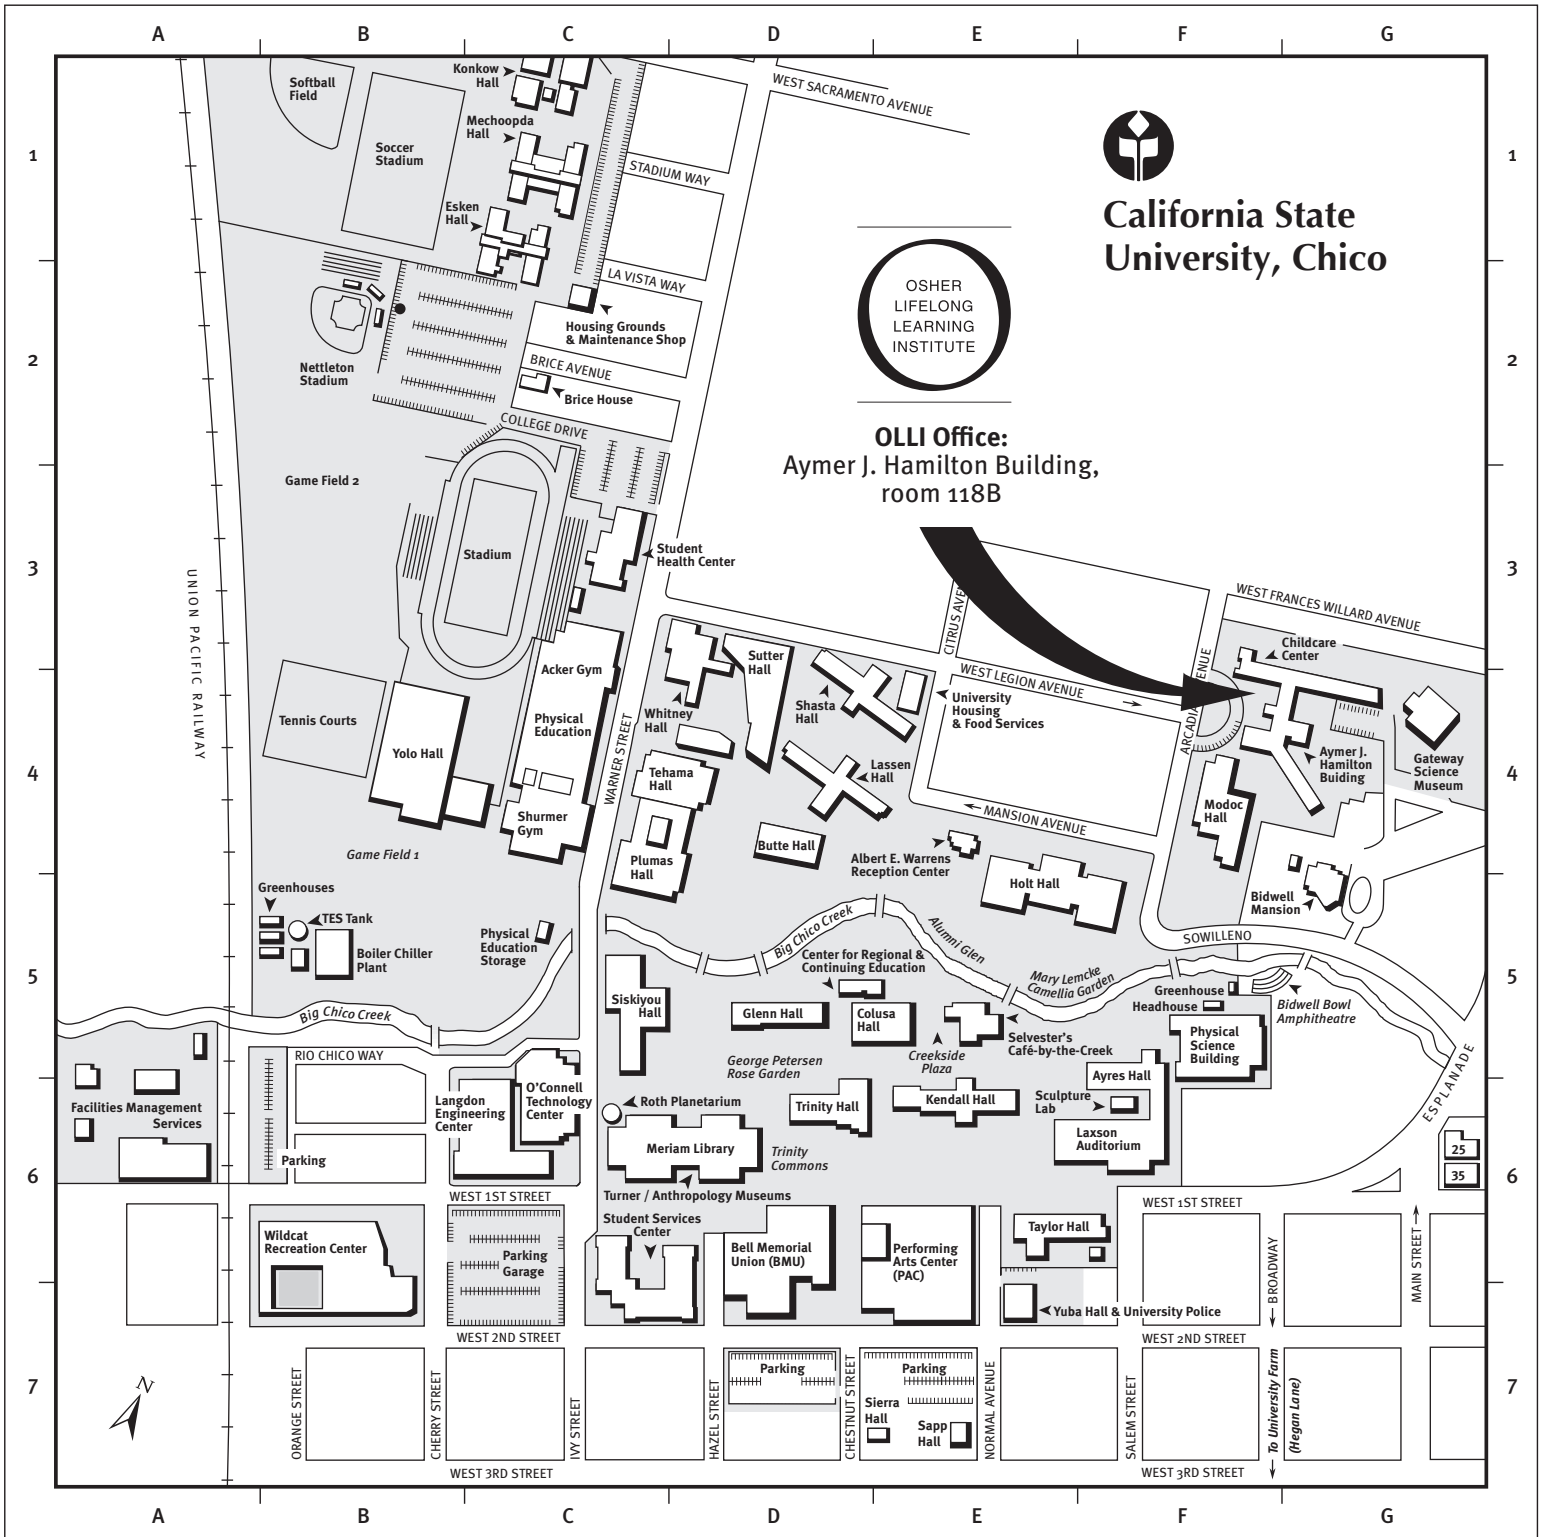 A B C D E F G
1
2
3
4
5
6
7
1
2
3
4
5
6
7
California State
University, Chico
OSHER
LIFELONG
LEARNING
INSTITUTE
OLLI Office:
Aymer J. Hamilton Building,
room 118B
Softball
Field
Konkow
Hall
WEST SACRAMENTO AVENUE
Soccer
Stadium
Mechoopda
Hall
STADIUM WAY
Esken
Hall
LA VISTA WAY
Housing Grounds
& Maintenance Shop
Nettleton
Stadium
BRICE AVENUE
Brice House
COLLEGE DRIVE
Game Field 2
Stadium
Student
Health Center
UNION PACIFIC RAILWAY
CITRUS AVE
WEST FRANCES WILLARD AVENUE
Acker Gym
Sutter
Hall
Childcare
Center
WEST LEGION AVENUE
Tennis Courts
Physical
Education
Whitney
Hall
Shasta
Hall
University
Housing
& Food Services
ARCADI
ENUE
Yolo Hall
WARNER STREET
Tehama
Hall
Lassen
Hall
Aymer J.
Hamilton
Buiding
Gateway
Science
Museum
Modoc
Hall
Shurmer
Gym
MANSION AVENUE
Game Field 1
Plumas
Hall
Butte Hall
Albert E. Warrens
Reception Center
Holt Hall
Bidwell
Mansion
Greenhouses
TES Tank
Boiler Chiller
Plant
Physical
Education
Storage
Big Chico Creek
Alumni Glen
SOWILLENO
Center for Regional &
Continuing Education
Mary Lemcke
Camellia Garden
Greenhouse
Headhouse
Bidwell Bowl
Amphitheatre
Big Chico Creek
Siskiyou
Hall
Glenn Hall
Colusa
Hall
Selvester's
Café-by-the-Creek
Creekside
Plaza
Physical
Science
Building
RIO CHICO WAY
George Petersen
Rose Garden
Ayres Hall
ESPLANADE
Facilities Management
Services
Langdon
Engineering
Center
O'Connell
Technology
Center
Roth Planetarium
Trinity Hall
Kendall Hall
Sculpture
Lab
Laxson
Auditorium
Parking
Meriam Library
Trinity
Commons
25
35
Turner / Anthropology Museums
WEST 1ST STREET
WEST 1ST STREET
Wildcat
Recreation Center
Parking
Garage
Student Services
Center
Bell Memorial
Union (BMU)
Performing
Arts Center
(PAC)
Taylor Hall
BROADWAY
MAIN STREET
Yuba Hall & University Police
WEST 2ND STREET
WEST 2ND STREET
N
ORANGE STREET
CHERRY STREET
IVY STREET
HAZEL STREET
Parking
CHESTNUT STREET
Parking
Sierra
Hall
Sapp
Hall
NORMAL AVENUE
SALEM STREET
To University Farm
(Hegan Lane)
WEST 3RD STREET
WEST 3RD STREET
A B C D E F G